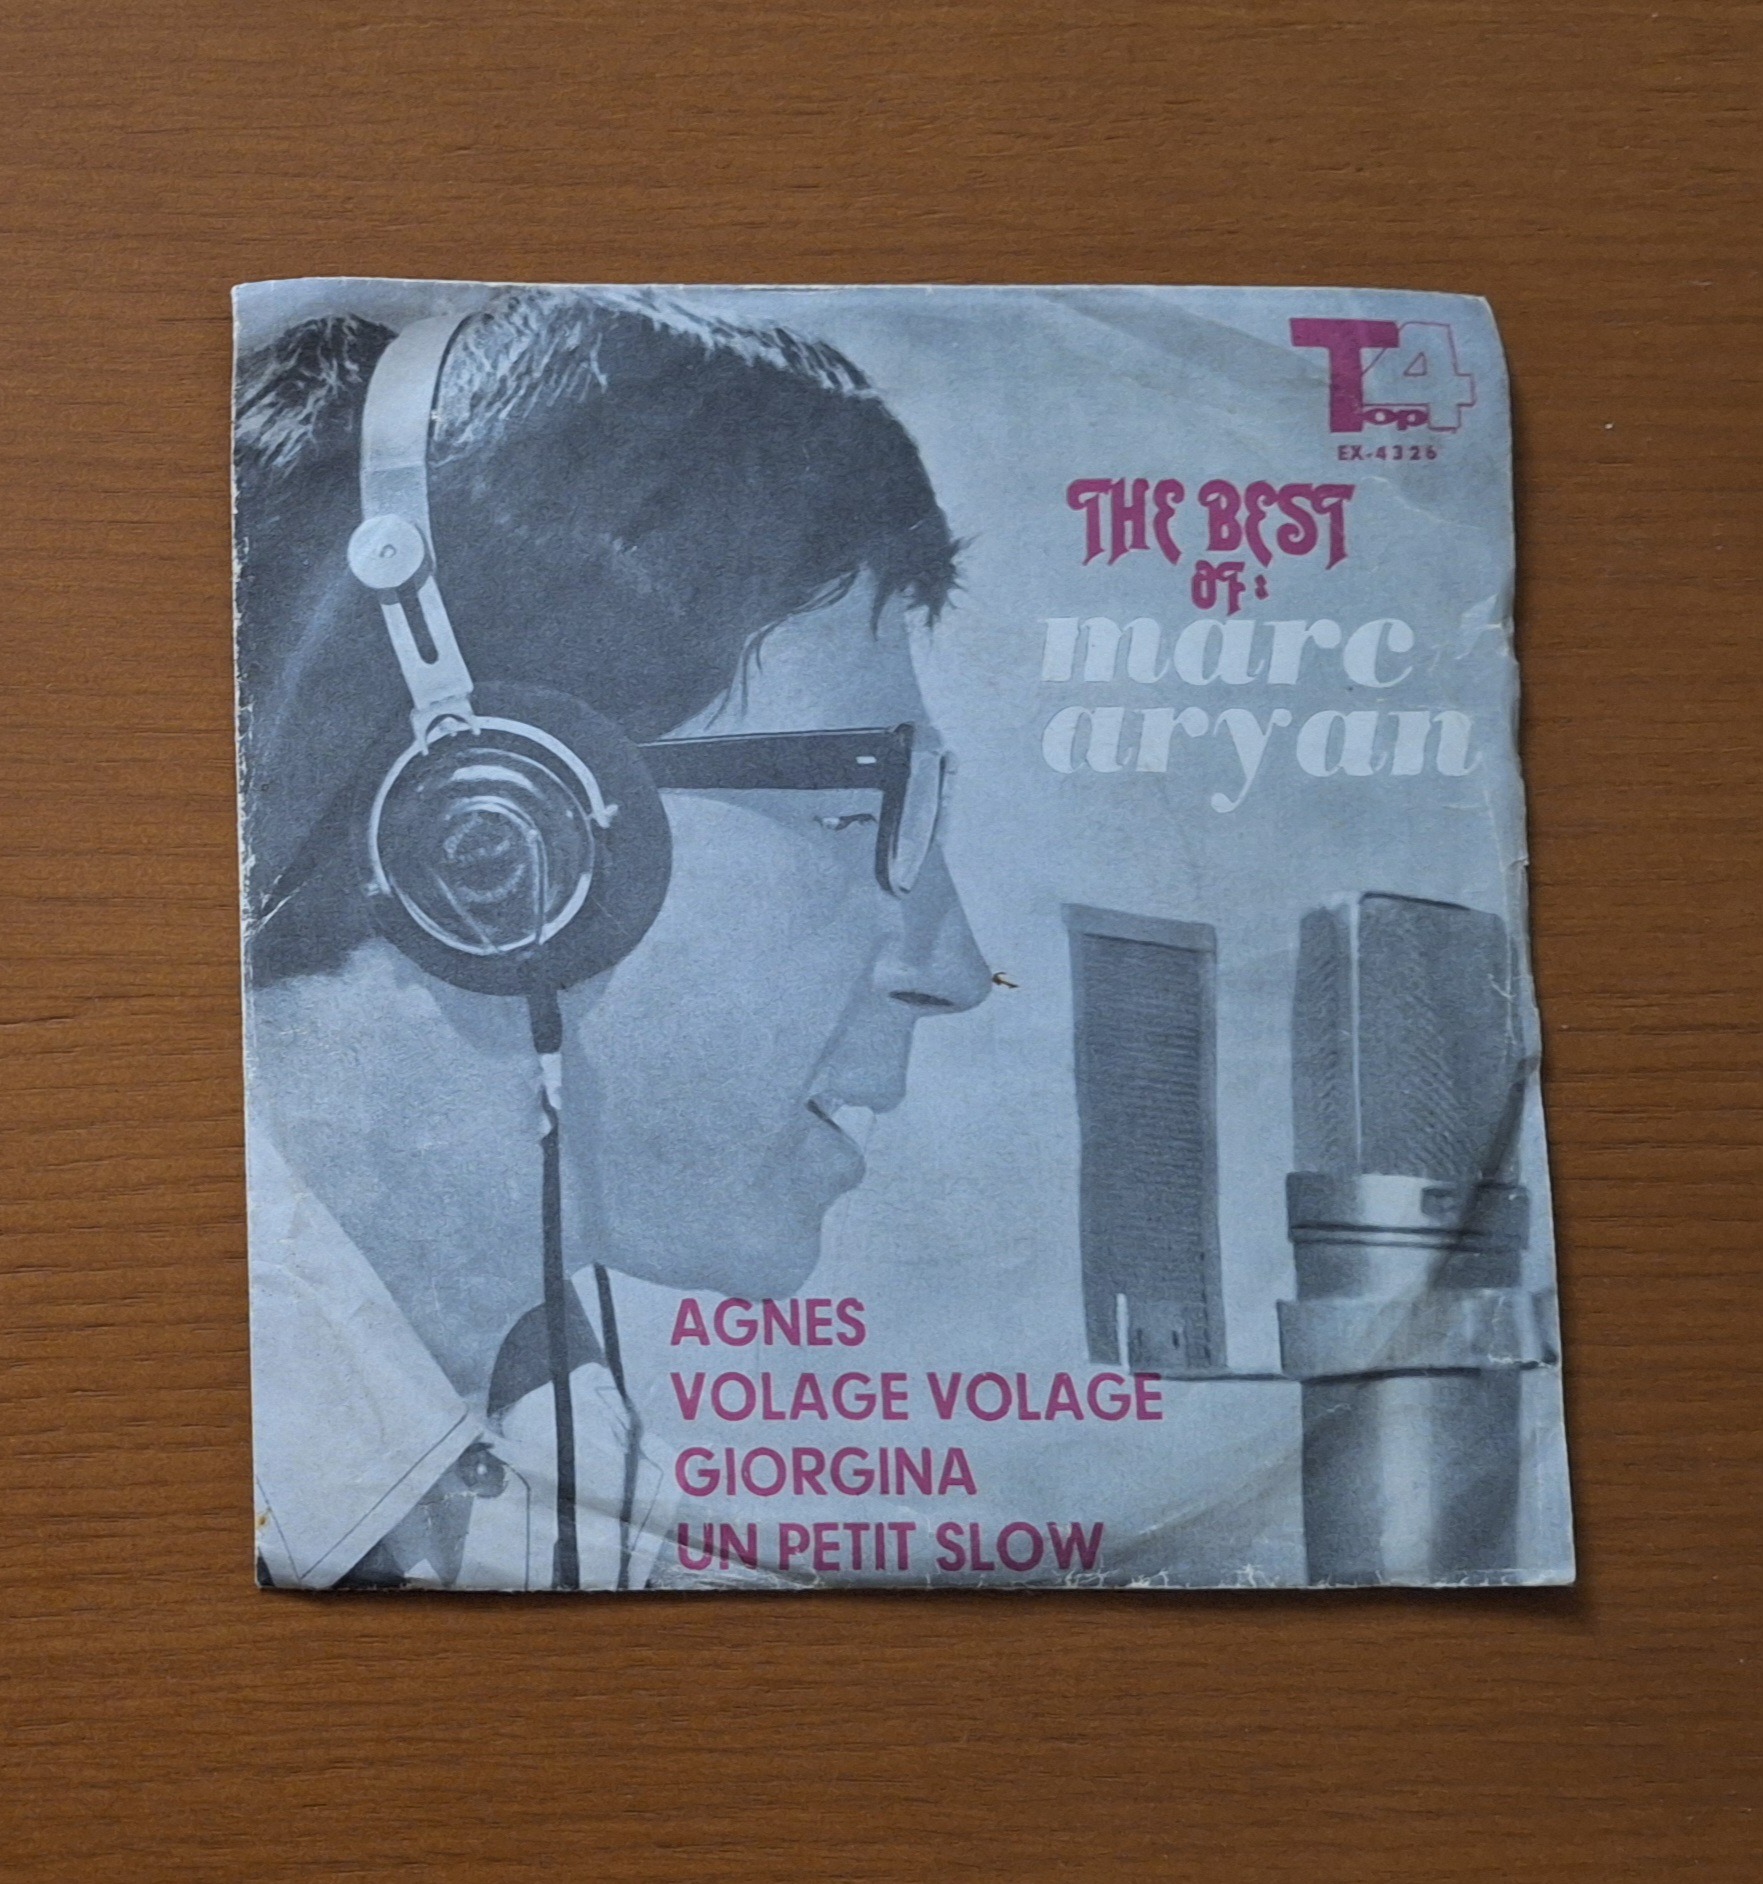 Top 4
EX-4326
THE BEST
OF:
marc
aryan
AGNES
VOLAGE VOLAGE
GIORGINA
UN PETIT SLOW